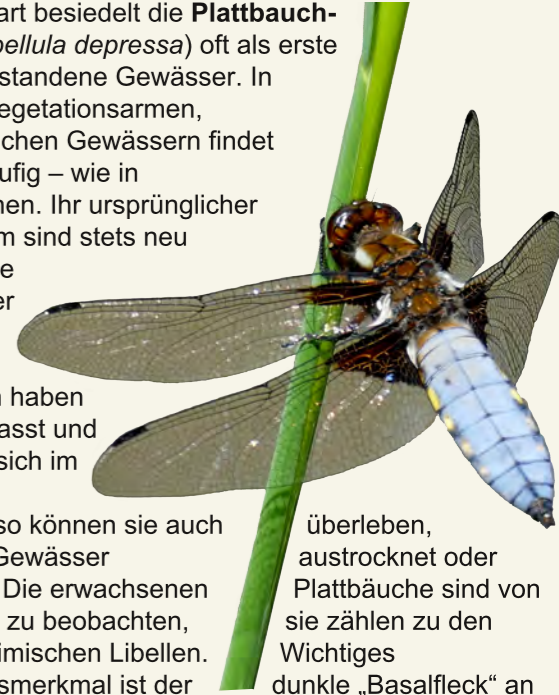 art besiedelt die Plattbauch-
bellula depressa) oft als erste
standene Gewässer. In
egetationsarmen,
chen Gewässern findet
ufig – wie in
nen. Ihr ursprünglicher
m sind stets neu
e
er
n haben
asst und
sich im
so können sie auch überleben,
Gewässer austrocknet oder
Die erwachsenen Plattbäuche sind von
zu beobachten, sie zählen zu den
imischen Libellen. Wichtiges
smerkmal ist der dunkle „Basalfleck“ an